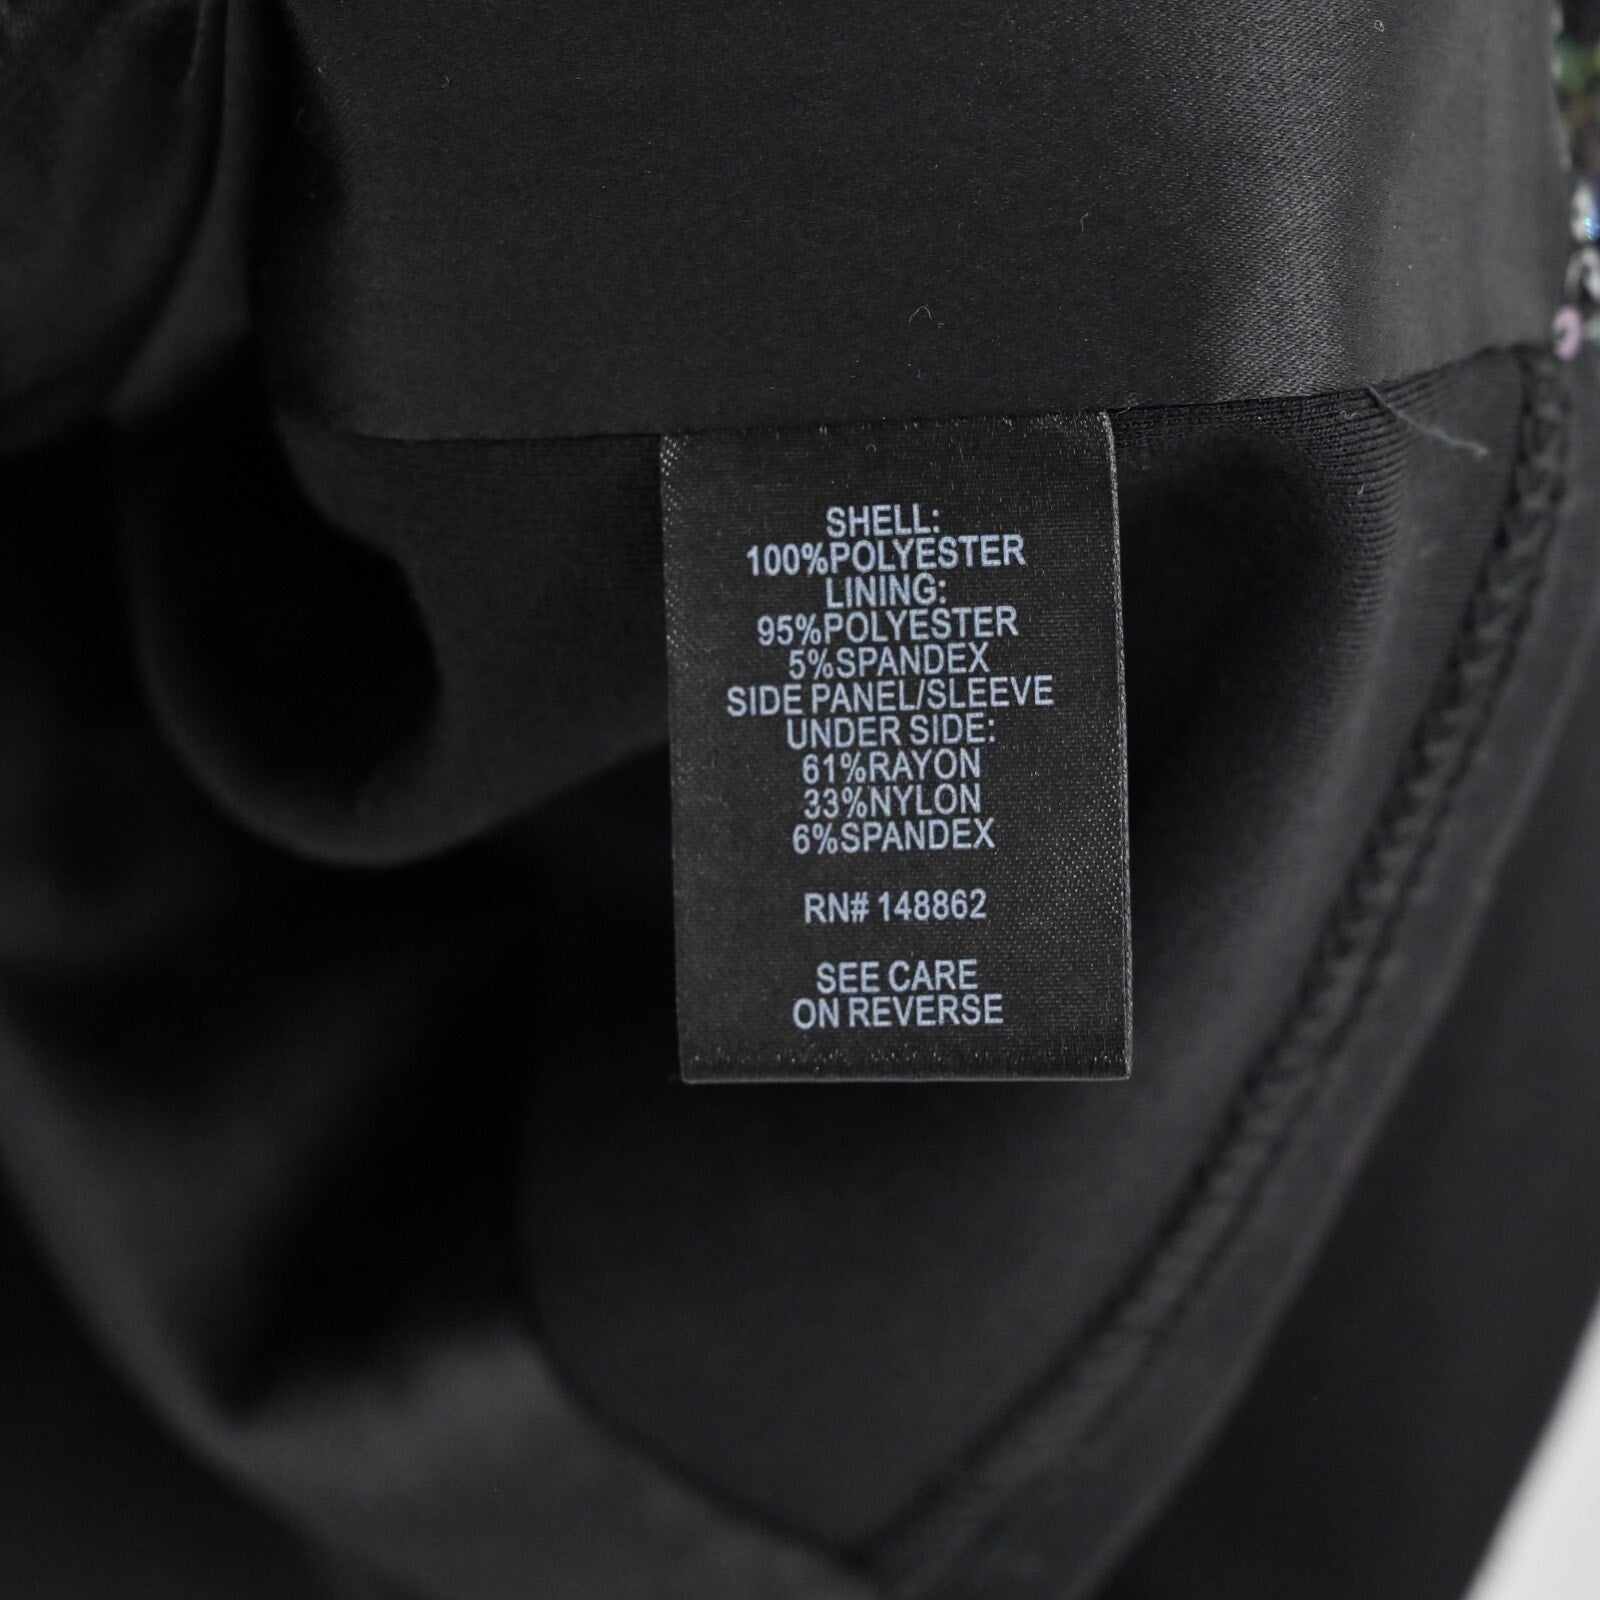 SHELL:
100%POLYESTER
LINING:
95%POLYESTER
5%SPANDEX
SIDE PANEL/SLEEVE
UNDER SIDE:
61%RAYON
33%NYLON
6%SPANDEX
RN# 148862
SEE CARE
ON REVERSE